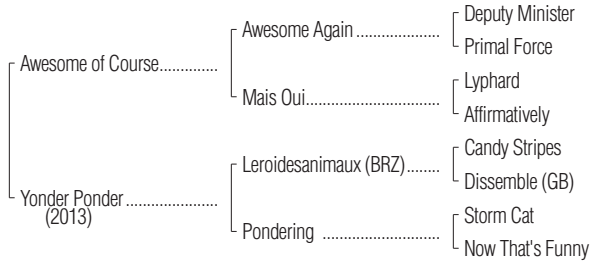 Deputy Minister
Awesome Again ..................
Primal Force
Awesome of Course..............
Lyphard
Mais Oui.............................
Affirmatively
Candy Stripes
Leroidesanimaux (BRZ)........
Dissemble (GB)
Yonder Ponder ......................
(2013)
Storm Cat
Pondering .........................
Now That's Funny